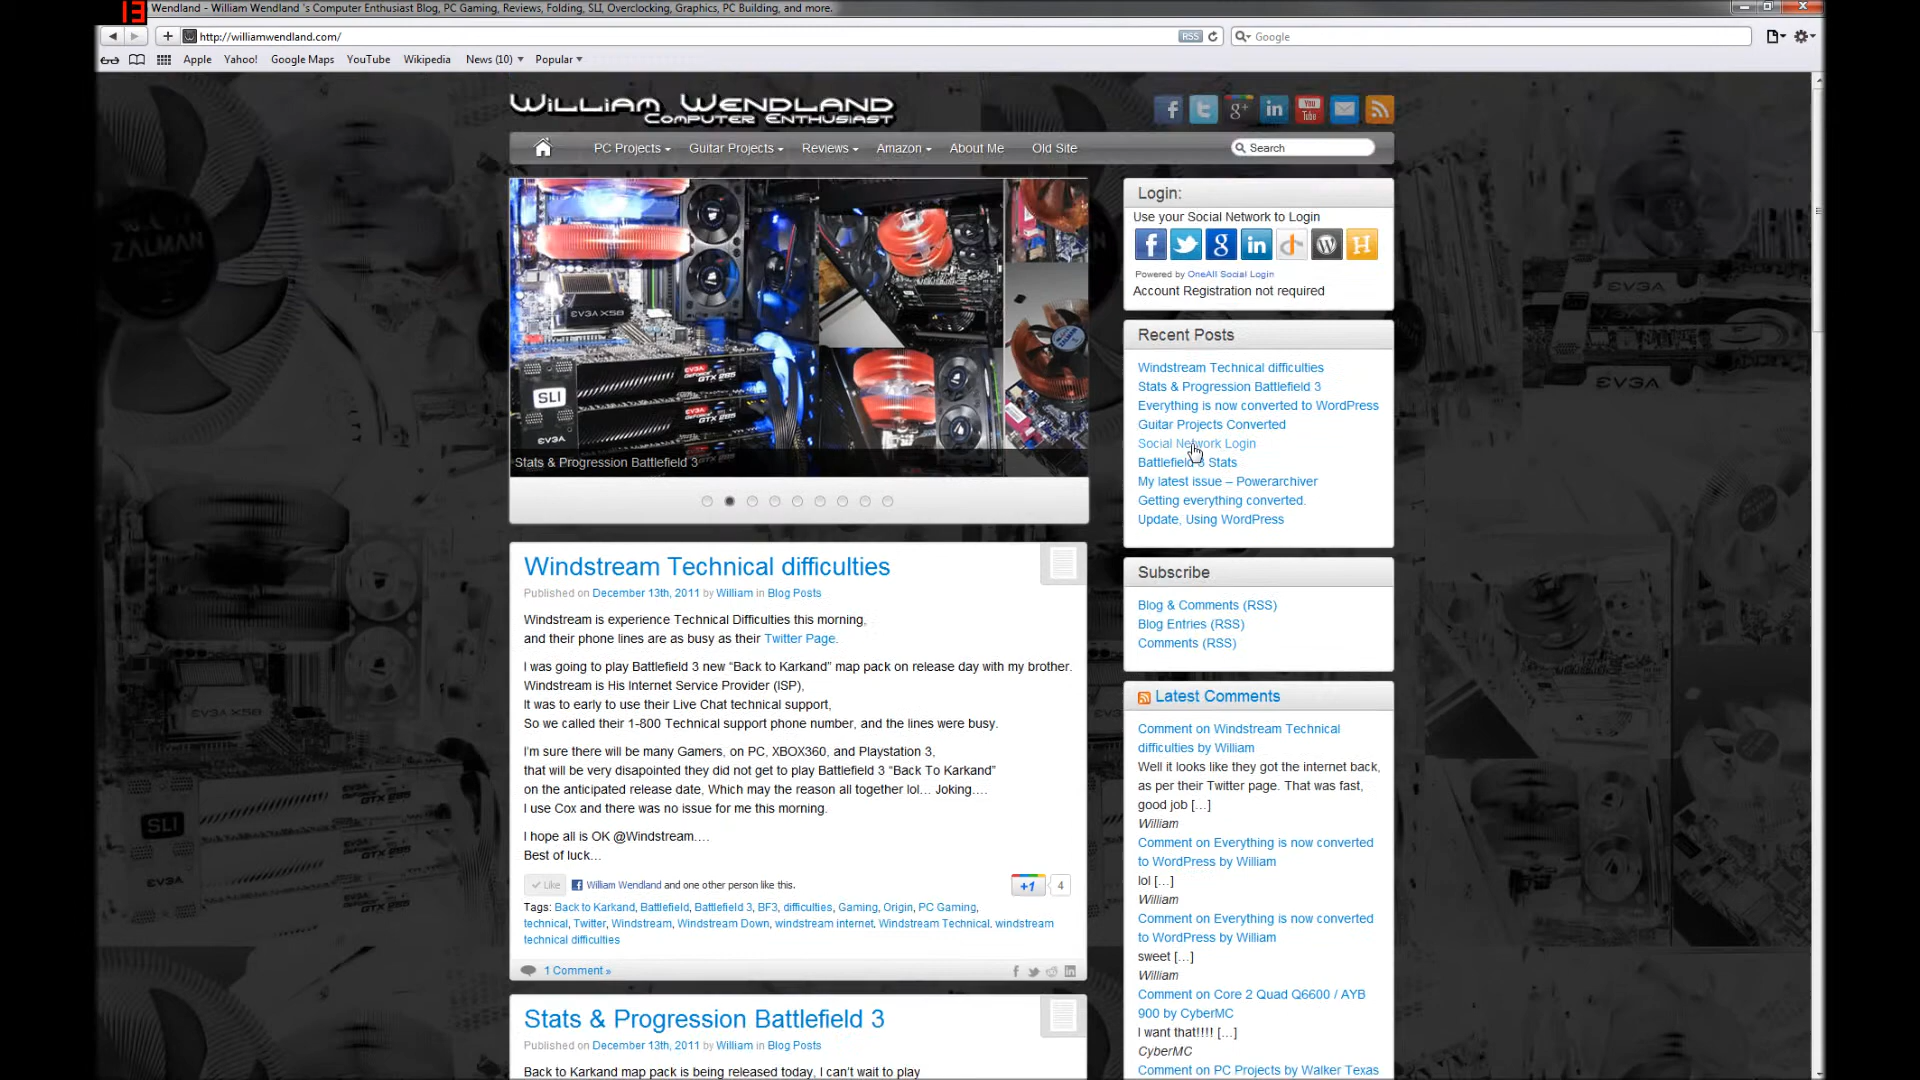 13
Wendland - William Wendland 's Computer Enthusiast Blog, PC Gaming, Reviews, Folding, SLI, Overclocking, Graphics, PC Building, and more.
http://williamwendland.com/
RSS
Google
Apple
Yahoo!
Google Maps
YouTube
Wikipedia
News (10)
Popular
William Wendland
Computer Enthusiast
PC Projects
Guitar Projects
Reviews
Amazon
About Me
Old Site
Search
Stats & Progression Battlefield 3
Windstream Technical difficulties
Published on December 13th, 2011 by William in Blog Posts
Windstream is experience Technical Difficulties this morning,
and their phone lines are as busy as their Twitter Page.
I was going to play Battlefield 3 new “Back to Karkand” map pack on release day with my brother.
Windstream is His Internet Service Provider (ISP),
It was to early to use their Live Chat technical support,
So we called their 1-800 Technical support phone number, and the lines were busy.
I'm sure there will be many Gamers, on PC, XBOX360, and Playstation 3,
that will be very disapointed they did not get to play Battlefield 3 “Back To Karkand”
on the anticipated release date, Which may the reason all together lol… Joking….
I use Cox and there was no issue for me this morning.
I hope all is OK @Windstream….
Best of luck…
Like
William Wendland and one other person like this.
+1
4
Tags: Back to Karkand, Battlefield, Battlefield 3, BF3, difficulties, Gaming, Origin, PC Gaming,
technical, Twitter, Windstream, Windstream Down, windstream internet, Windstream Technical, windstream
technical difficulties
1 Comment »
Stats & Progression Battlefield 3
Published on December 13th, 2011 by William in Blog Posts
Back to Karkand map pack is being released today, I can't wait to play
Login:
Use your Social Network to Login
Powered by OneAll Social Login
Account Registration not required
Recent Posts
Windstream Technical difficulties
Stats & Progression Battlefield 3
Everything is now converted to WordPress
Guitar Projects Converted
Social Network Login
Battlefield 3 Stats
My latest issue – Powerarchiver
Getting everything converted.
Update, Using WordPress
Subscribe
Blog & Comments (RSS)
Blog Entries (RSS)
Comments (RSS)
Latest Comments
Comment on Windstream Technical
difficulties by William
Well it looks like they got the internet back,
as per their Twitter page. That was fast,
good job […]
William
Comment on Everything is now converted
to WordPress by William
lol […]
William
Comment on Everything is now converted
to WordPress by William
sweet […]
William
Comment on Core 2 Quad Q6600 / AYB
900 by CyberMC
I want that!!!! […]
CyberMC
Comment on PC Projects by Walker Texas
ZALMAN
EVGA X58
SLI
EVGA
EVGA GEFORCE GTX 285
EVGA
EVGA
EVGA X58
SLI
EVGA
GTX 285